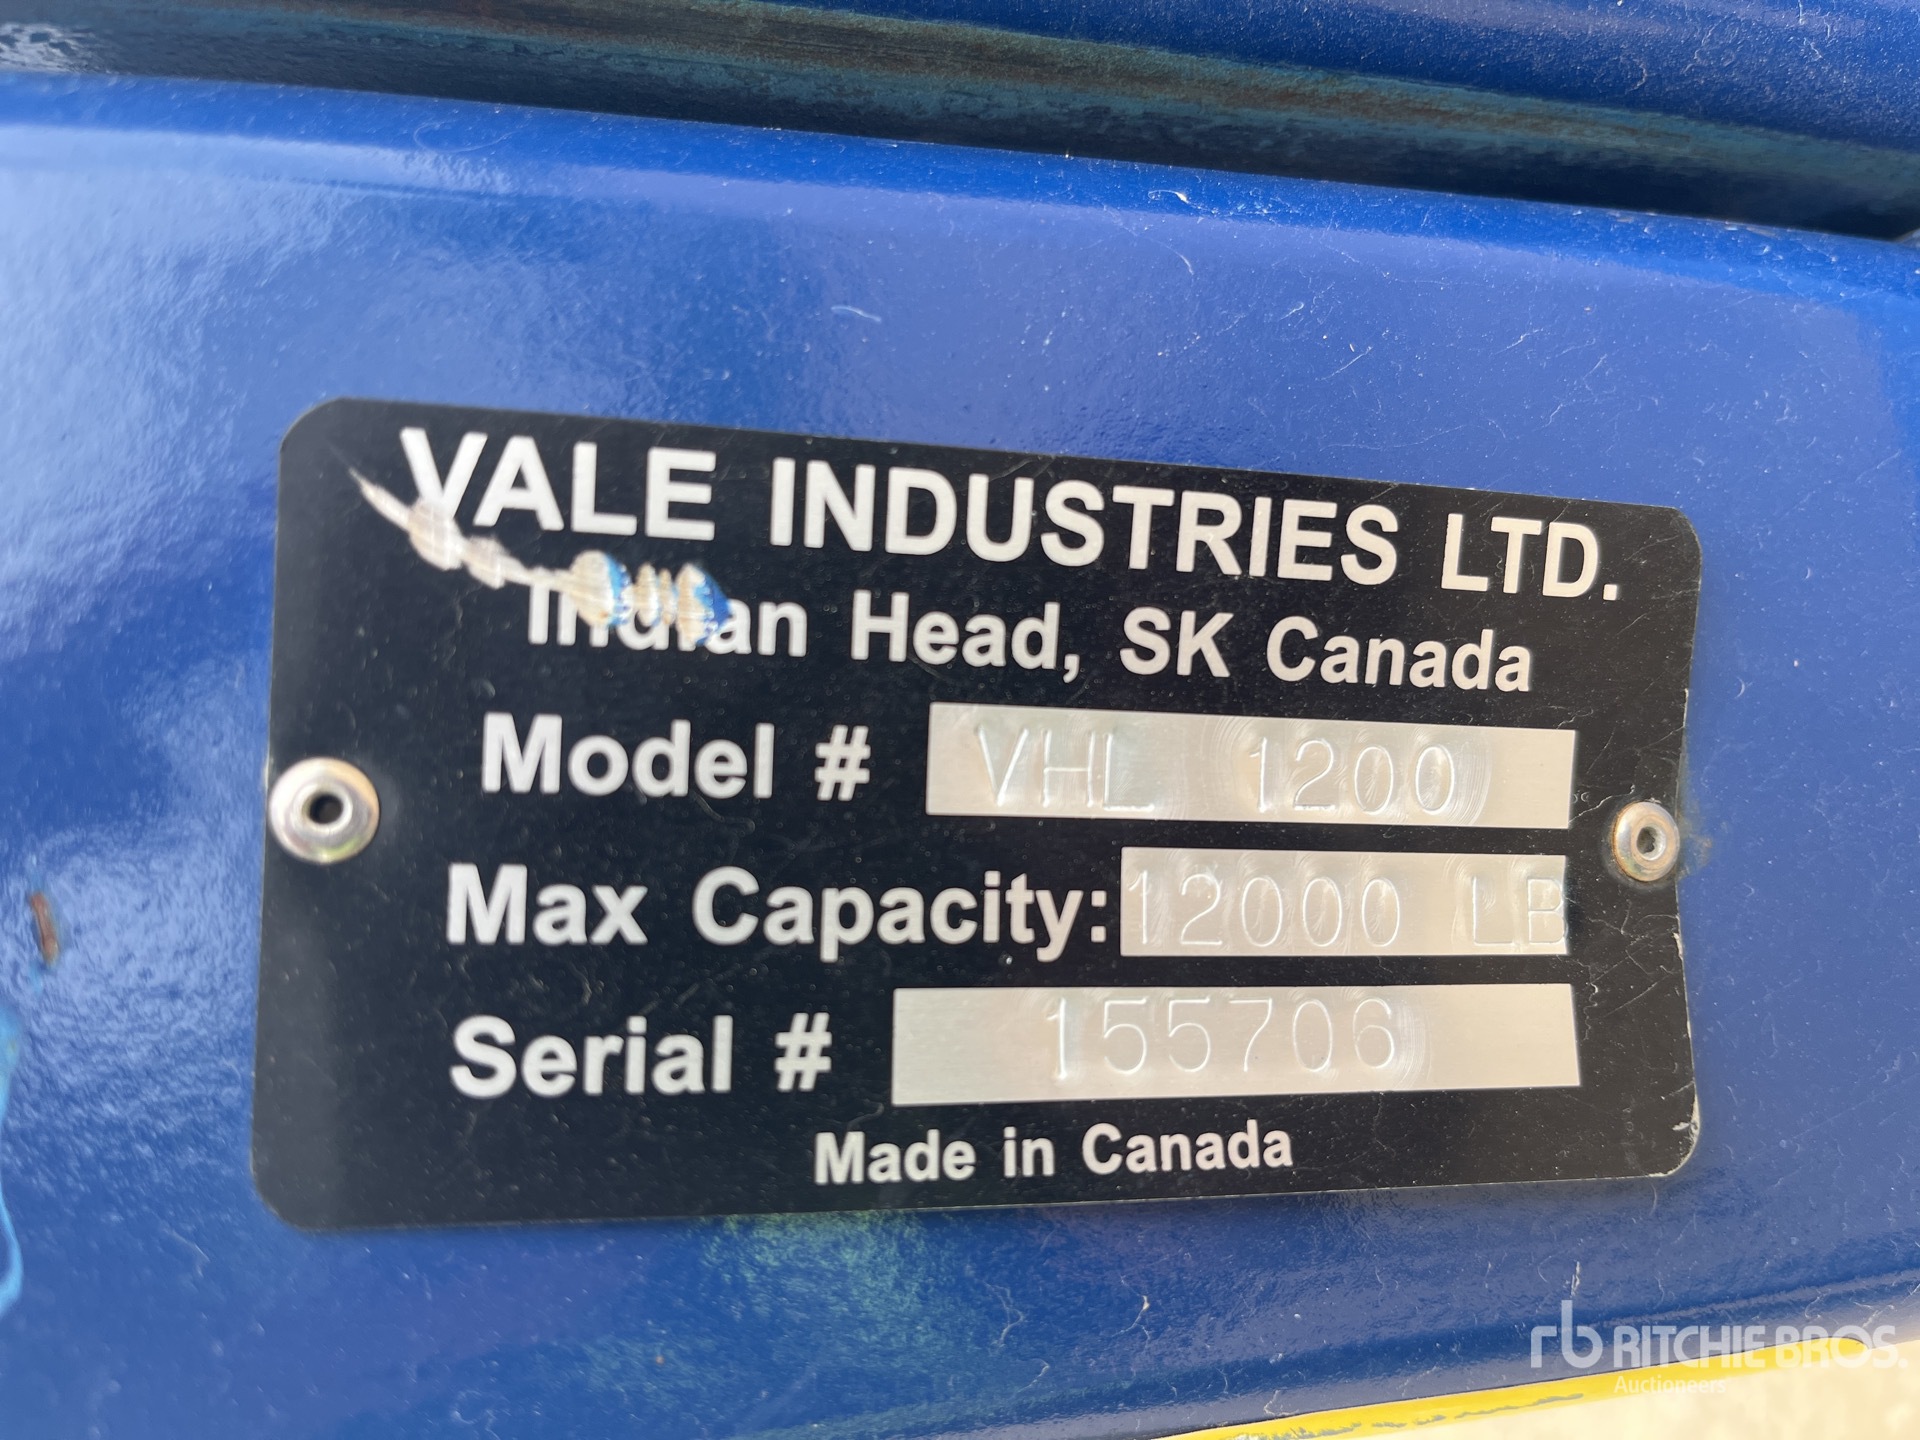 VALE INDUSTRIES LTD.
Indian Head, SK Canada
Model # VHL 1200
Max Capacity: 12000 LB
Serial # 155706
Made in Canada
rb RITCHIE BROS.
Auctioneers